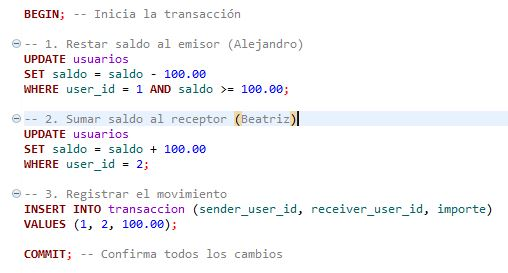 BEGIN; -- Inicia la transacción
-- 1. Restar saldo al emisor (Alejandro)
UPDATE usuarios
SET saldo = saldo - 100.00
WHERE user_id = 1 AND saldo >= 100.00;
-- 2. Sumar saldo al receptor (Beatriz)
UPDATE usuarios
SET saldo = saldo + 100.00
WHERE user_id = 2;
-- 3. Registrar el movimiento
INSERT INTO transaccion (sender_user_id, receiver_user_id, importe)
VALUES (1, 2, 100.00);
COMMIT; -- Confirma todos los cambios